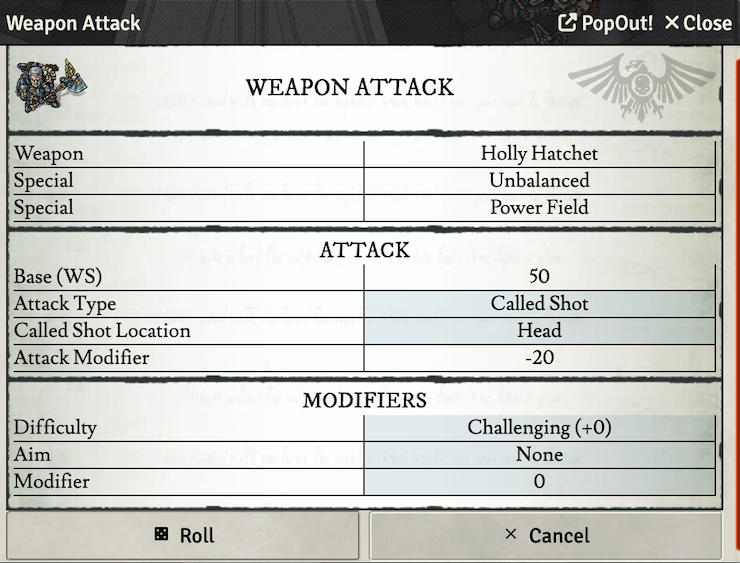 Weapon Attack PopOut! Close
WEAPON ATTACK
Weapon Holly Hatchet
Special Unbalanced
Special Power Field
ATTACK
Base (WS) 50
Attack Type Called Shot
Called Shot Location Head
Attack Modifier -20
MODIFIERS
Difficulty Challenging (+0)
Aim None
Modifier 0
Roll Cancel